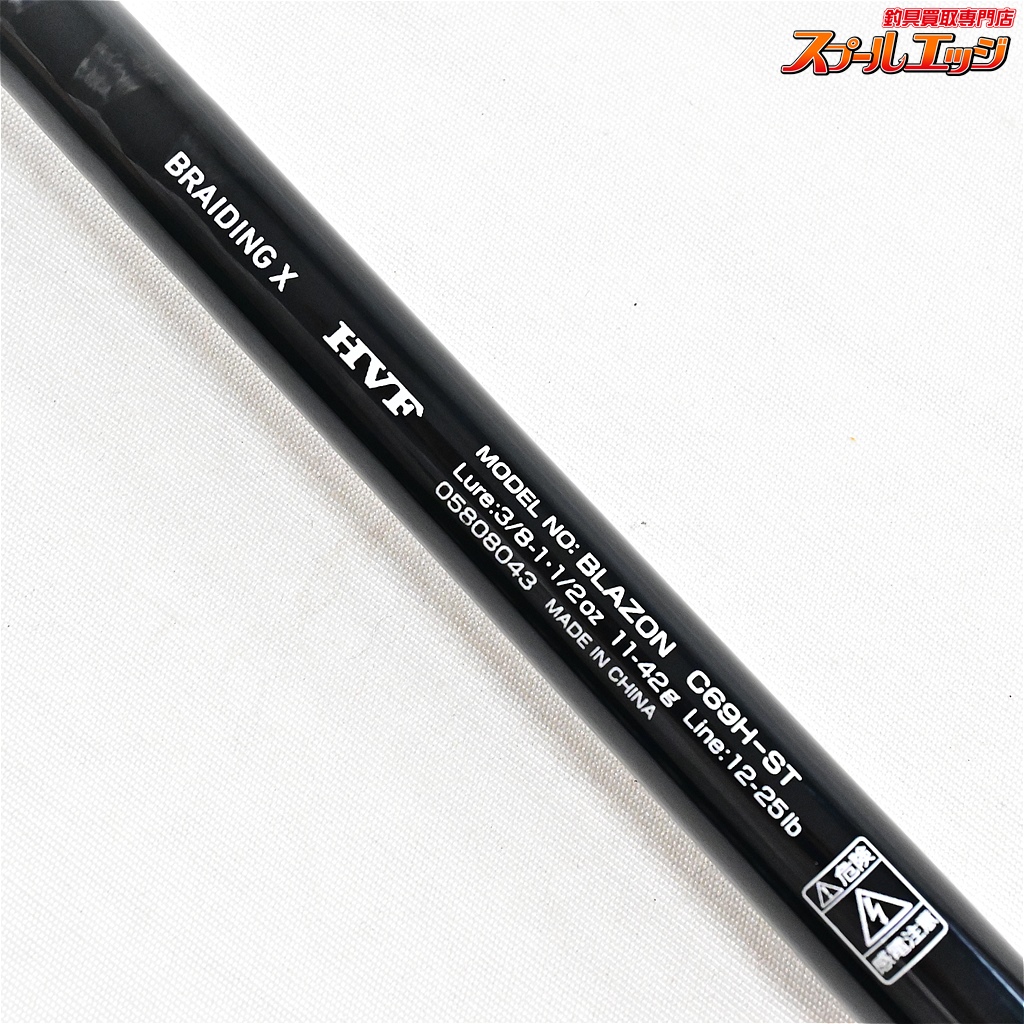 釣具買取専門店
スプールエッジ
BRAIDING X
HVF
MODEL NO: BLAZON C69H-ST
Lure:3/8-1·1/2oz 11-42g Line:12-25lb
05808043 MADE IN CHINA
危険
感電注意